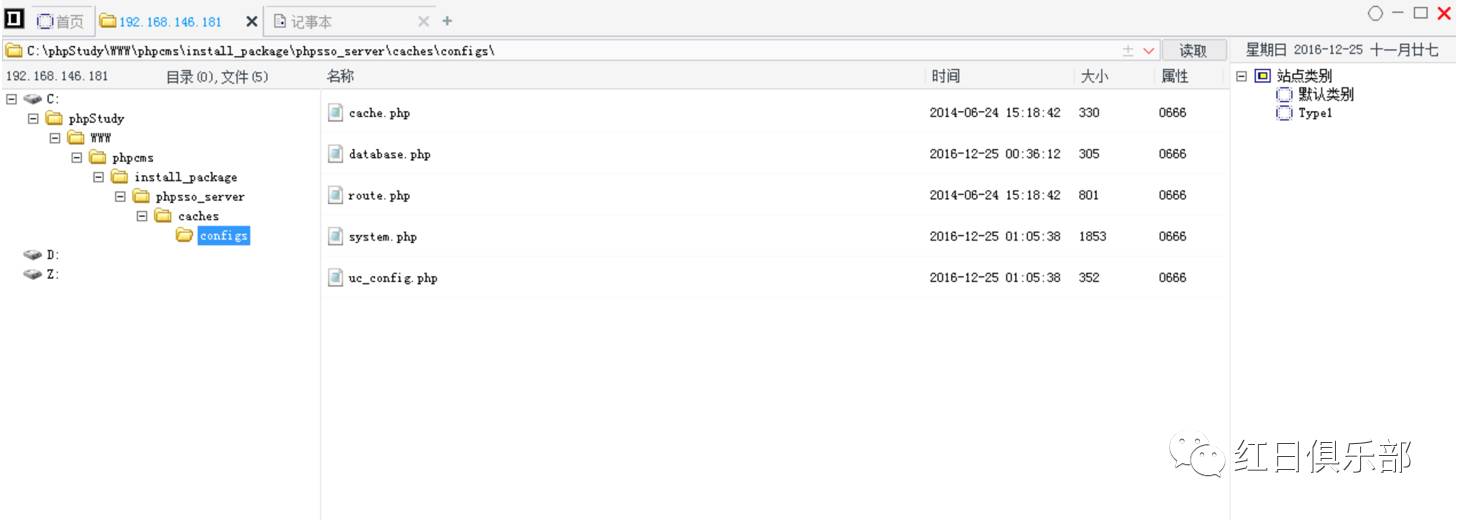 首页
192.168.146.181
记事本
C:\phpStudy\WWW\phpcms\install_package\phpsso_server\caches\configs\
读取
星期日 2016-12-25 十一月廿七
192.168.146.181 目录(0),文件(5)
名称 时间 大小 属性
C:
phpStudy
WWW
phpcms
install_package
phpsso_server
caches
configs
D:
Z:
cache.php 2014-06-24 15:18:42 330 0666
database.php 2016-12-25 00:36:12 305 0666
route.php 2014-06-24 15:18:42 801 0666
system.php 2016-12-25 01:05:38 1853 0666
uc_config.php 2016-12-25 01:05:38 352 0666
站点类别
默认类别
Type1
红日俱乐部